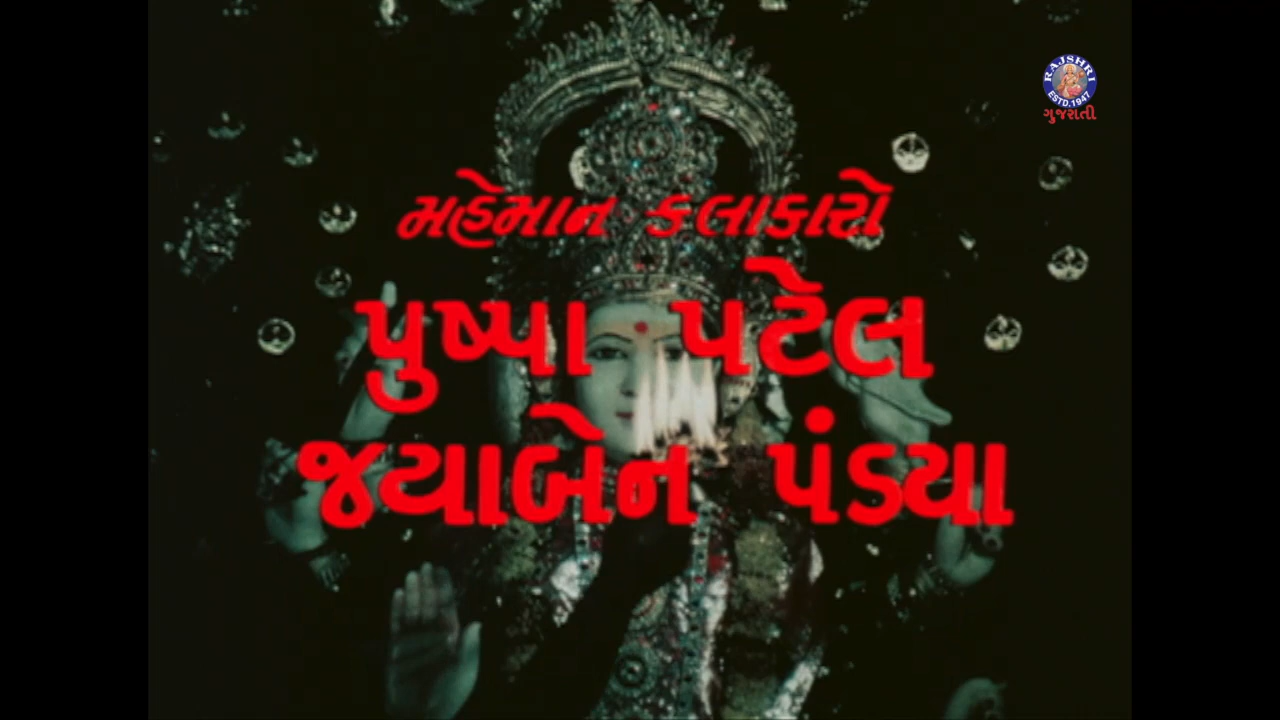 RAJSHRI
ESTD.1947
ગુજરાતી
મહેમાન કલાકારો
પુષ્પા પટેલ
જયાબેન પંડયા